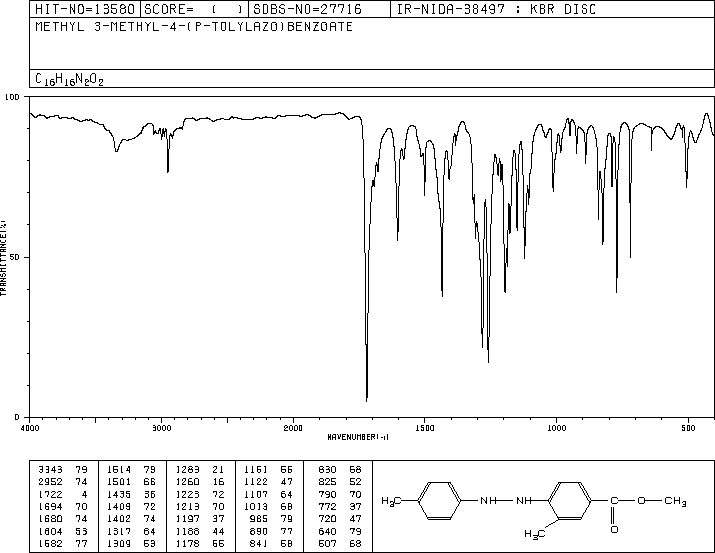 HIT-NO=13580 SCORE= ( ) SDBS-NO=27716 IR-NIDA-38497 : KBR DISC
METHYL 3-METHYL-4-(P-TOLYLAZO)BENZOATE
C16H16N2O2
100
50
0
TRANSMITTANCE(%)
4000 3000 2000 1500 1000 500
WAVENUMBER(-1)
3343 79 1514 79 1283 21 1151 55 830 58
2952 74 1501 66 1260 16 1122 47 825 52
1722 4 1435 36 1223 72 1107 64 790 70
1694 70 1409 72 1213 70 1013 68 772 37
1680 74 1402 74 1197 37 985 79 720 47
1604 53 1317 64 1188 44 890 77 640 79
1582 77 1309 53 1178 55 841 58 507 68
H3C NH NH C O CH3
H3C O